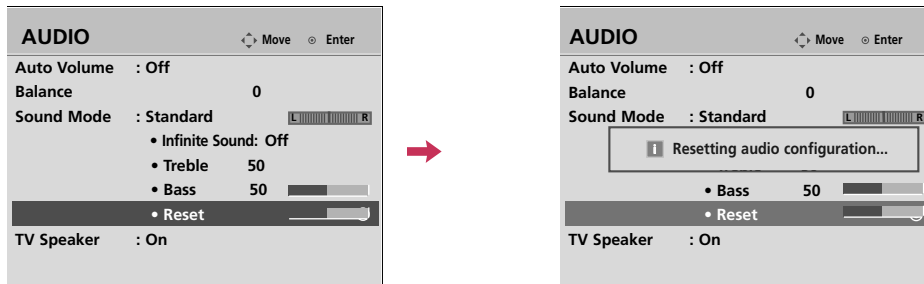 AUDIO Move Enter
Auto Volume : Off
Balance 0
Sound Mode : Standard L R
• Infinite Sound: Off
• Treble 50
• Bass 50
• Reset
TV Speaker : On
AUDIO Move Enter
Auto Volume : Off
Balance 0
Sound Mode : Standard L R
i Resetting audio configuration...
• Bass 50
• Reset
TV Speaker : On